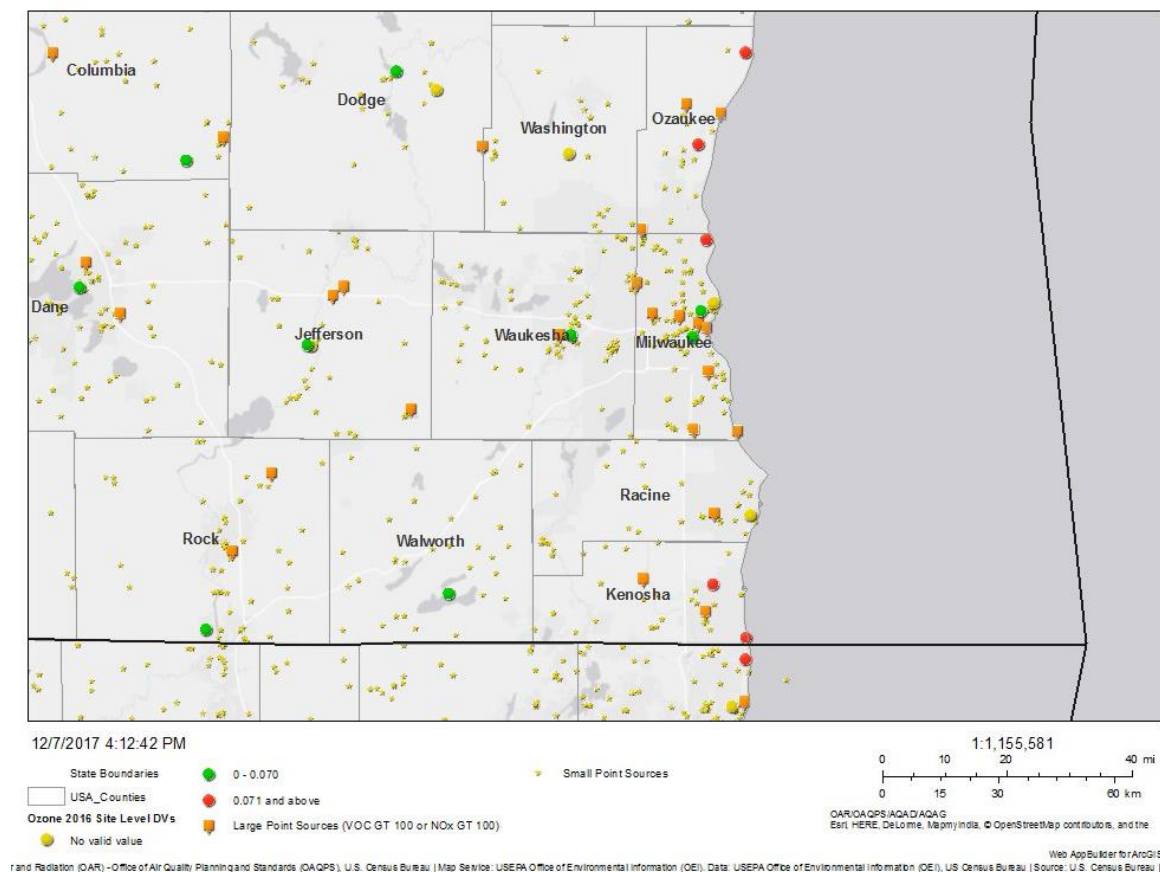 Columbia
Dodge
Washington
Ozaukee
Dane
Jefferson
Waukesha
Milwaukee
Racine
Rock
Walworth
Kenosha
12/7/2017 4:12:42 PM
1:1,155,581
0 10 20 40 mi
0 15 30 60 km
State Boundaries
USA_Counties
Ozone 2016 Site Level DVs
No valid value
0 - 0.070
0.071 and above
Large Point Sources (VOC GT 100 or NOx GT 100)
Small Point Sources
OAR/OAQPS/AQAD/AQAG
Esri, HERE, DeLorme, MapmyIndia, © OpenStreetMap contributors, and the
Web AppBuilder for ArcGIS
r and Radiation (OAR) - Office of Air Quality Planning and Standards (OAQPS), U.S. Census Bureau | Map Service: USEPA Office of Environmental Information (OEI). Data: USEPA Office of Environmental Information (OEI), US Census Bureau | Source: U.S. Census Bureau |